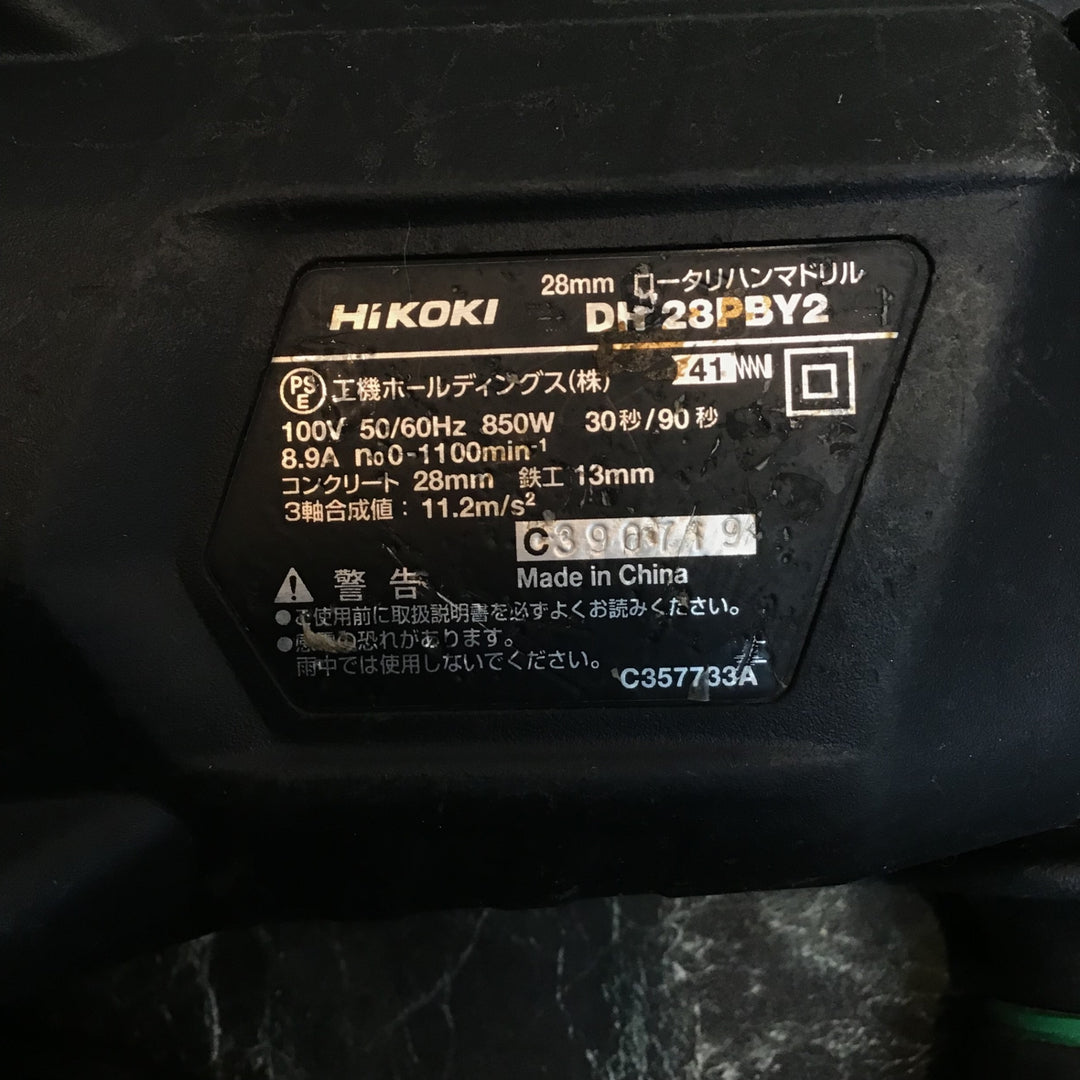 28mm ロータリハンマドリル
HiKOKI DH 28PBY2
41
PSE 工機ホールディングス(株)
100V 50/60Hz 850W 30秒/90秒
8.9A n₀0-1100min⁻¹
コンクリート 28mm 鉄工 13mm
3軸合成値: 11.2m/s²
C390719
Made in China
警告
●ご使用前に取扱説明書を必ずよくお読みください。
●感電の恐れがあります。
雨中では使用しないでください。
C357733A